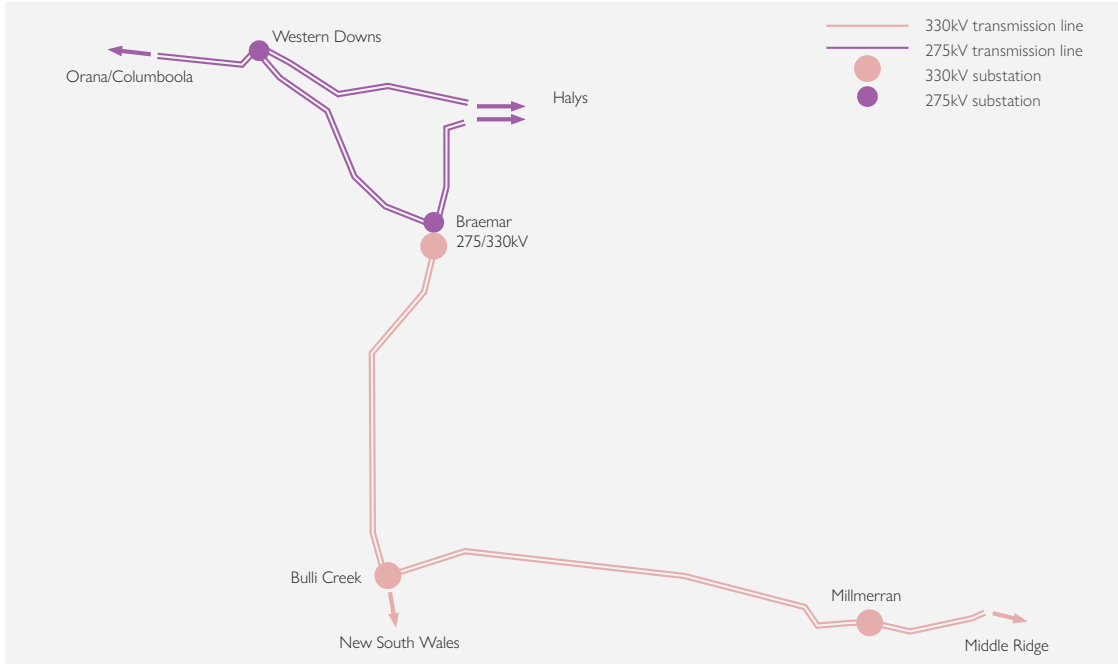 Western Downs
Orana/Columboola
Halys
330kV transmission line
275kV transmission line
330kV substation
275kV substation
Braemar
275/330kV
Bulli Creek
New South Wales
Millmerran
Middle Ridge